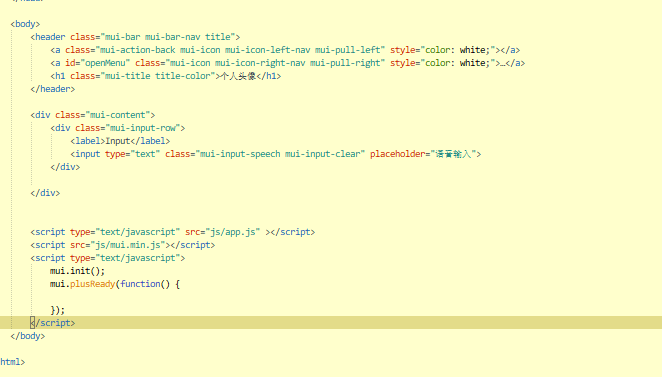 <body>
<header class="mui-bar mui-bar-nav title">
<a class="mui-action-back mui-icon mui-icon-left-nav mui-pull-left" style="color: white;"></a>
<a id="openMenu" class="mui-icon mui-icon-right-nav mui-pull-right" style="color: white;">…</a>
<h1 class="mui-title title-color">个人头像</h1>
</header>
<div class="mui-content">
<div class="mui-input-row">
<label>Input</label>
<input type="text" class="mui-input-speech mui-input-clear" placeholder="语音输入">
</div>
</div>
<script type="text/javascript" src="js/app.js" ></script>
<script src="js/mui.min.js"></script>
<script type="text/javascript">
mui.init();
mui.plusReady(function() {
});
</script>
</body>
html>